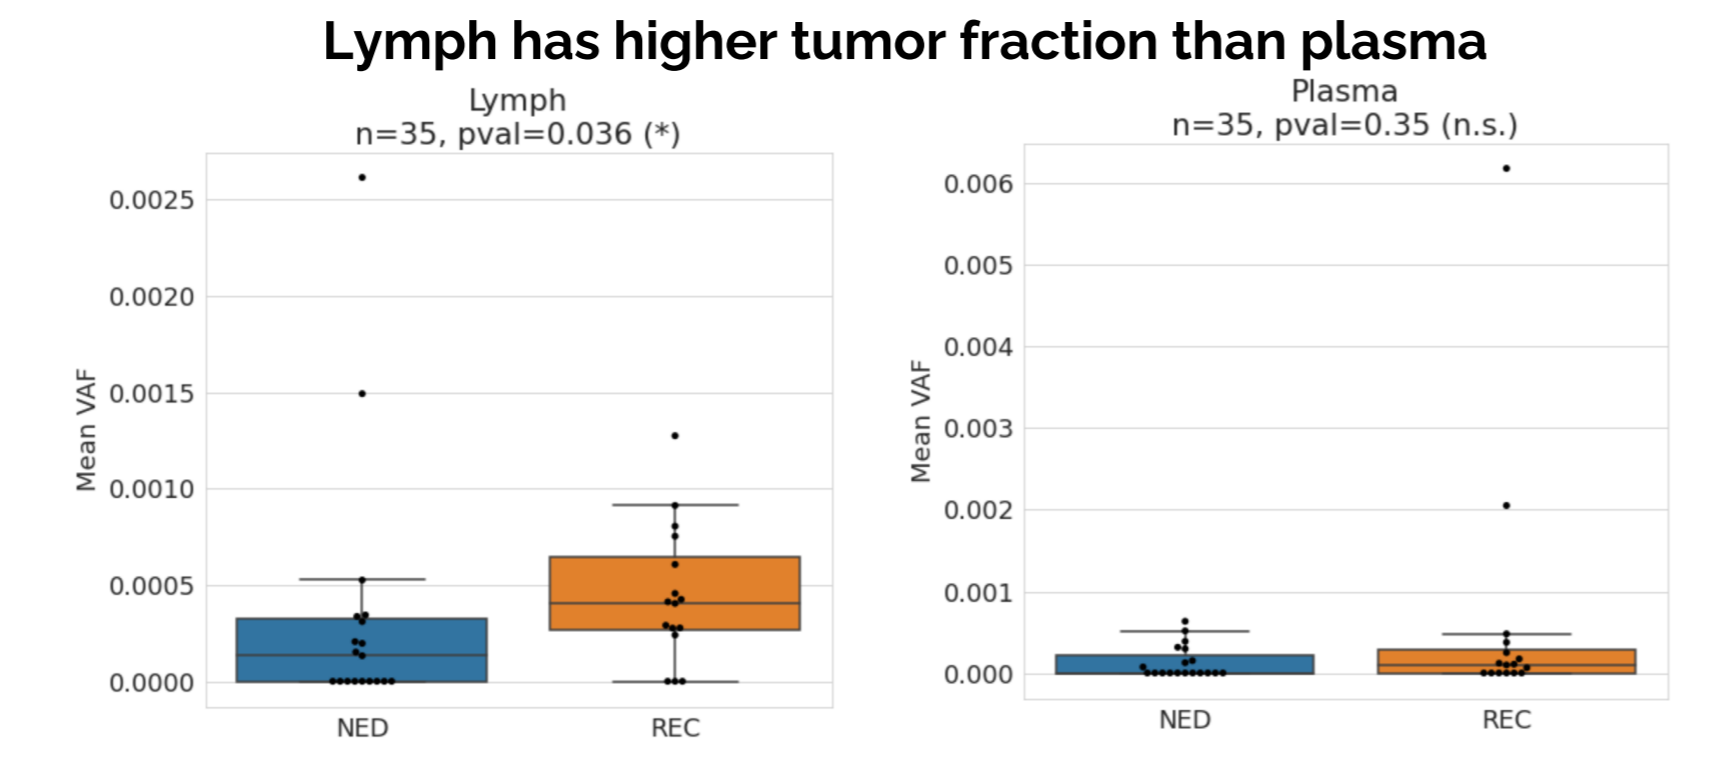 Lymph has higher tumor fraction than plasma
Lymph
n=35, pval=0.036 (*)
Mean VAF
0.0025
0.0020
0.0015
0.0010
0.0005
0.0000
NED
REC
Plasma
n=35, pval=0.35 (n.s.)
Mean VAF
0.006
0.005
0.004
0.003
0.002
0.001
0.000
NED
REC